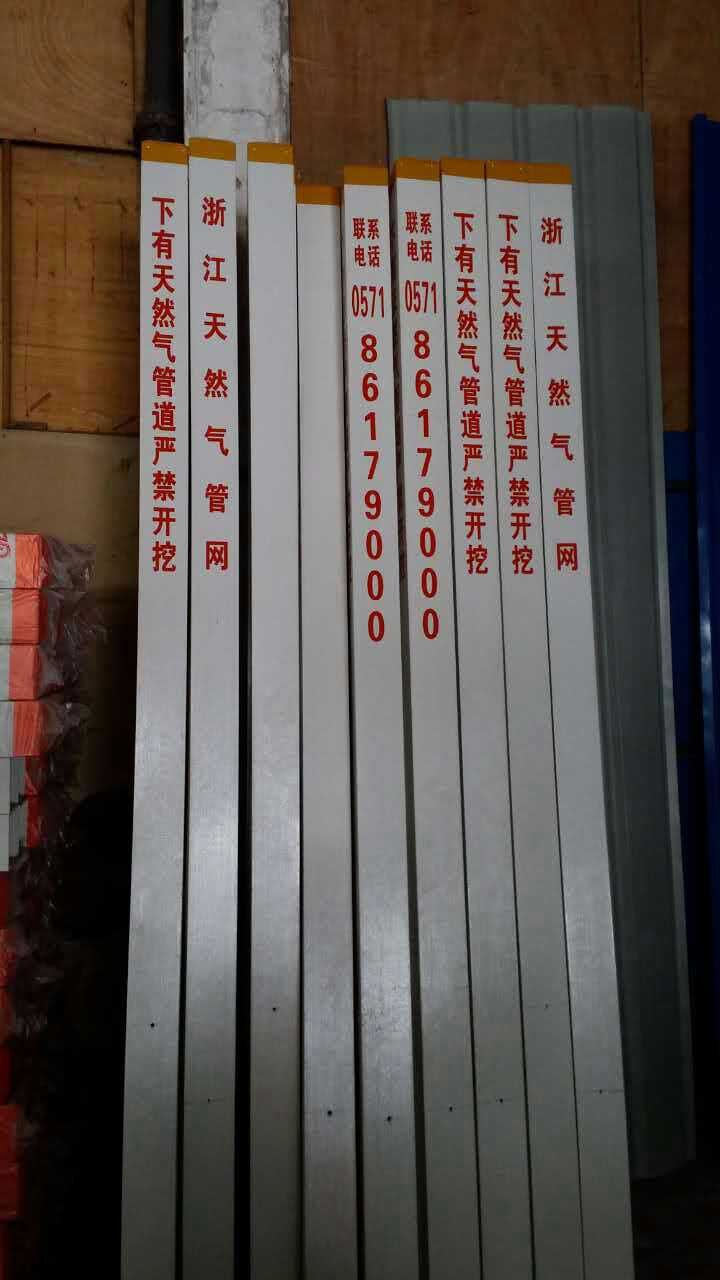 下有天然气管道严禁开挖
浙江天然气管网
联系
电话
0571
86179000
联系
电话
0571
86179000
下有天然气管道严禁开挖
下有天然气管道严禁开挖
浙江天然气管网